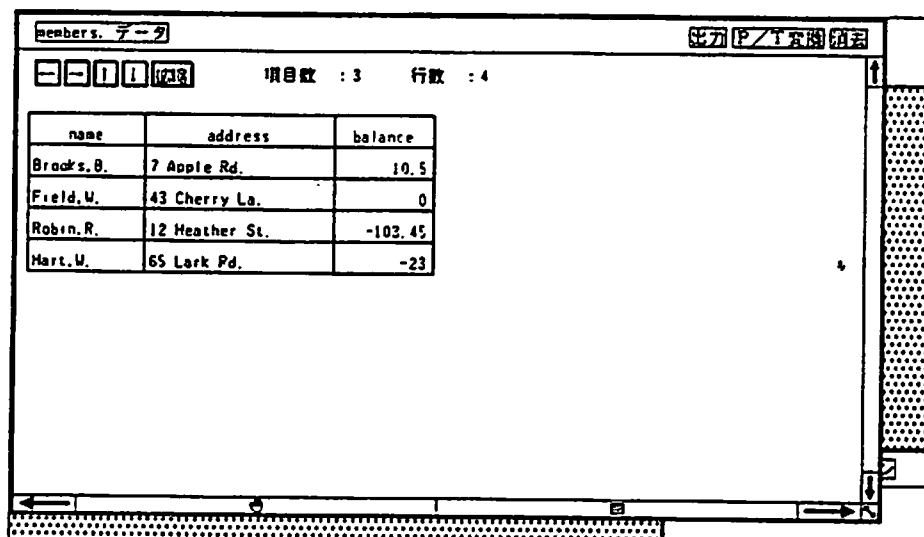 members. データ 出力 P/T変換 消去
項目数 :3 行数 :4
name address balance
Brooks.B. 7 Apple Rd. 10.5
Field.W. 43 Cherry La. 0
Robin.R. 12 Heather St. -103.45
Hart.W. 65 Lark Rd. -23